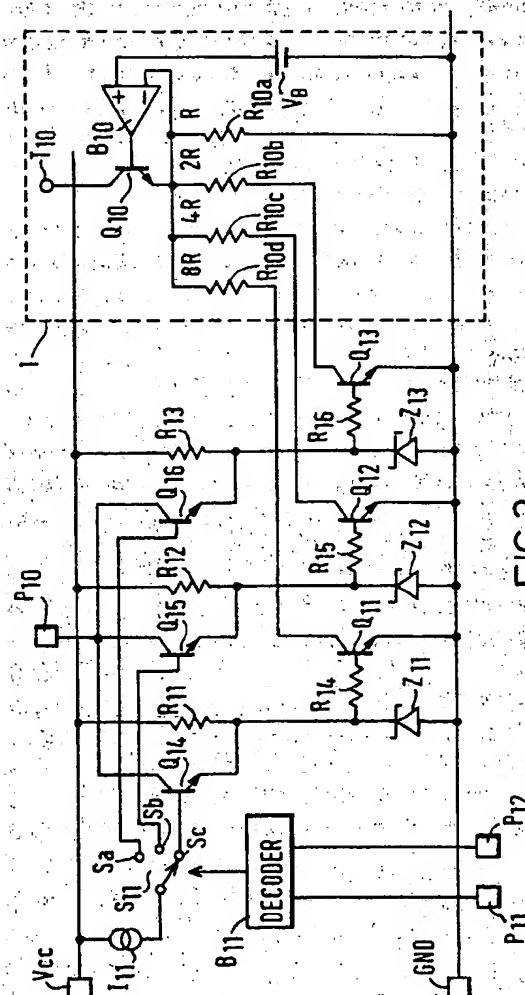 Vcc
I11
S11
Sa
Sb
Sc
P10
Q14
R11
Q15
R12
Q16
R13
1
T10
Q10
B10
+
−
8R
4R
2R
R
R10d
R10c
R10b
R10a
VB
R14
Q11
R15
Q12
R16
Q13
Z11
Z12
Z13
B11
DECODER
GND
P11
P12